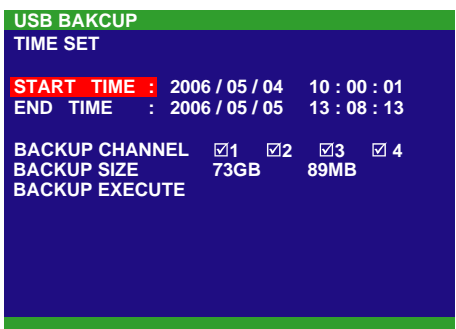 USB BAKCUP
TIME SET
START TIME : 2006 / 05 / 04 10 : 00 : 01
END TIME : 2006 / 05 / 05 13 : 08 : 13
BACKUP CHANNEL ☑1 ☑2 ☑3 ☑ 4
BACKUP SIZE 73GB 89MB
BACKUP EXECUTE